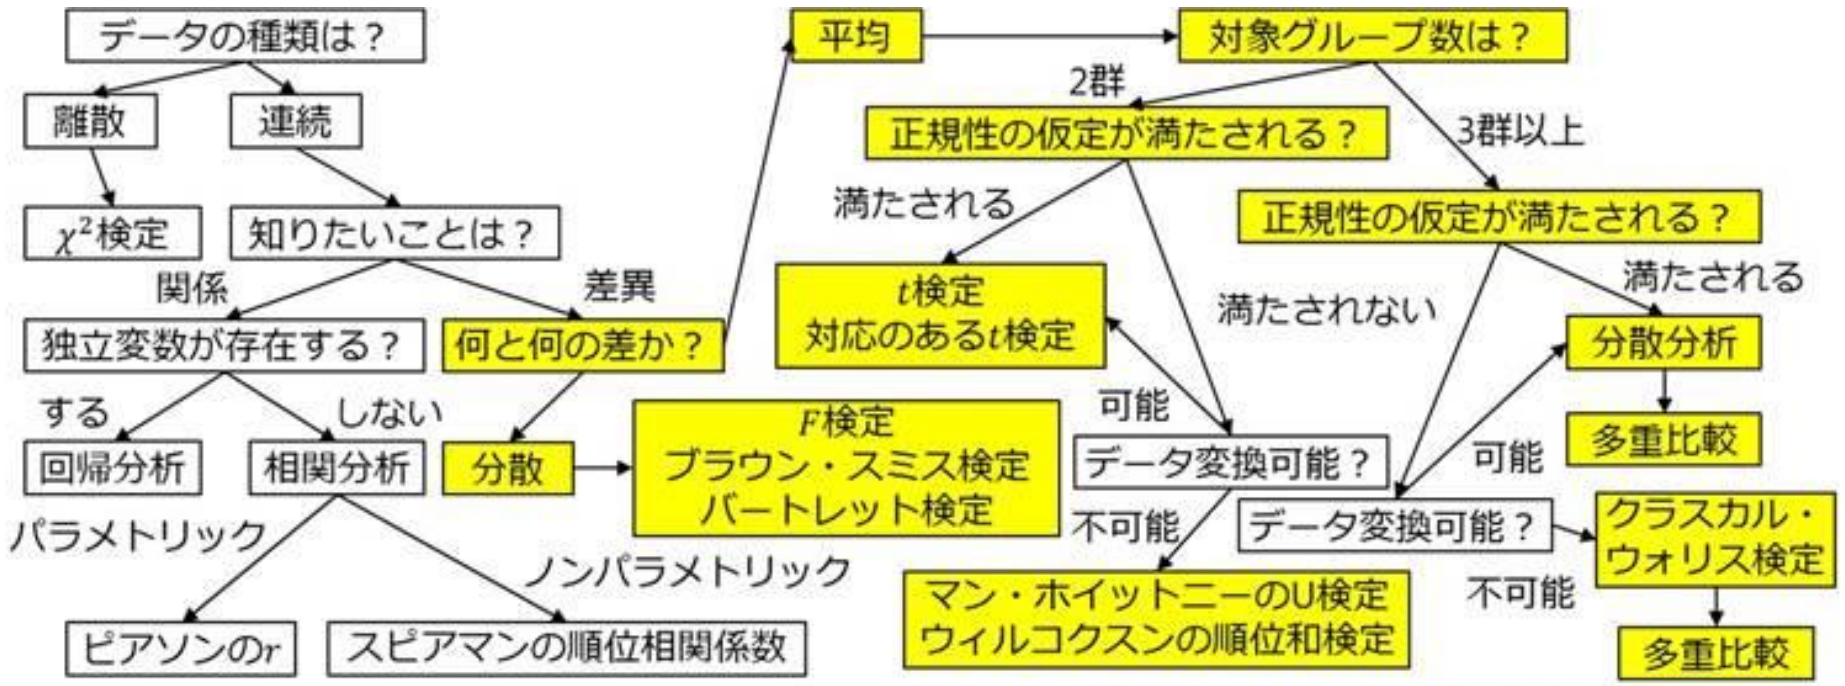 データの種類は？
離散
連続
χ²検定
知りたいことは？
関係
差異
独立変数が存在する？
何と何の差か？
する
しない
回帰分析
相関分析
分散
F検定
ブラウン・スミス検定
バートレット検定
パラメトリック
ノンパラメトリック
ピアソンのr
スピアマンの順位相関係数
平均
対象グループ数は？
2群
3群以上
正規性の仮定が満たされる？
満たされる
正規性の仮定が満たされる？
t検定
対応のあるt検定
満たされない
満たされる
分散分析
可能
データ変換可能？
可能
多重比較
不可能
データ変換可能？
クラスカル・
ウォリス検定
不可能
マン・ホイットニーのU検定
ウィルコクスンの順位和検定
多重比較